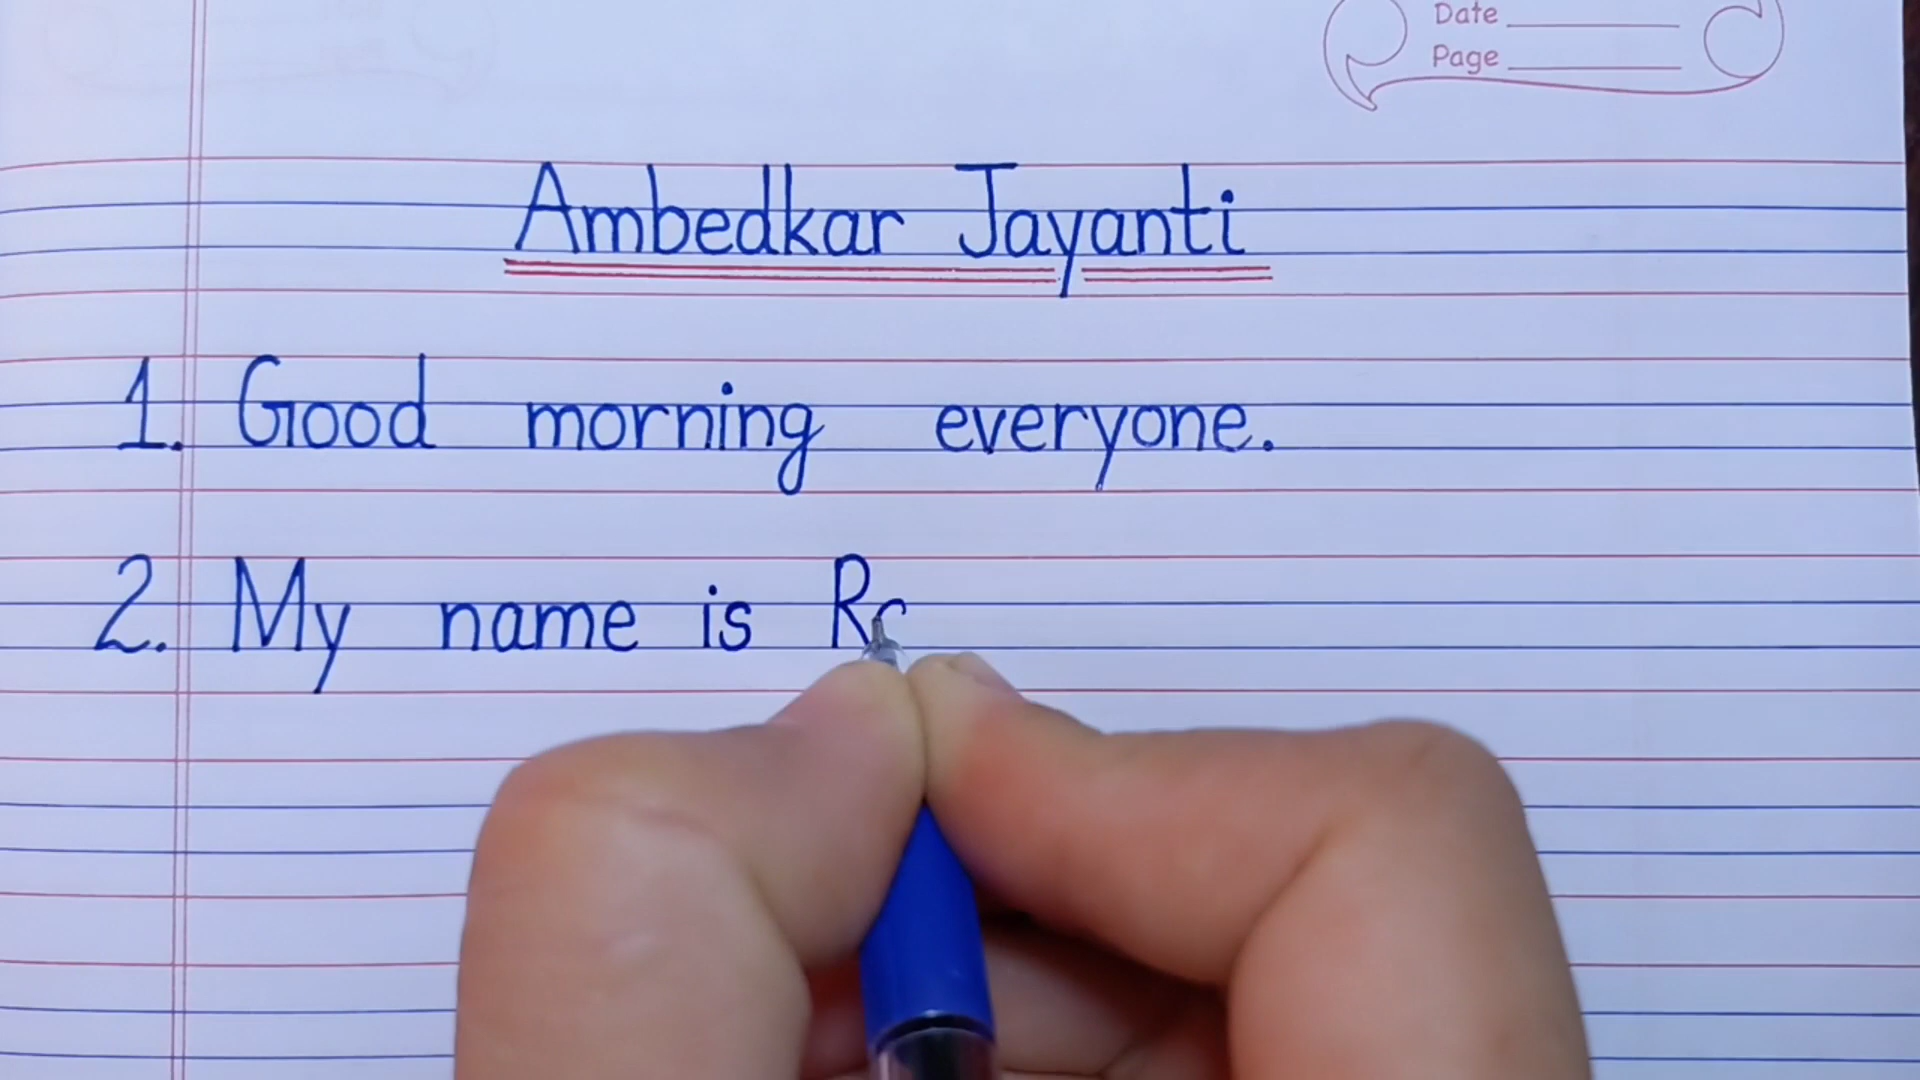 Date
Page
Ambedkar Jayanti
1. Good morning everyone.
2. My name is